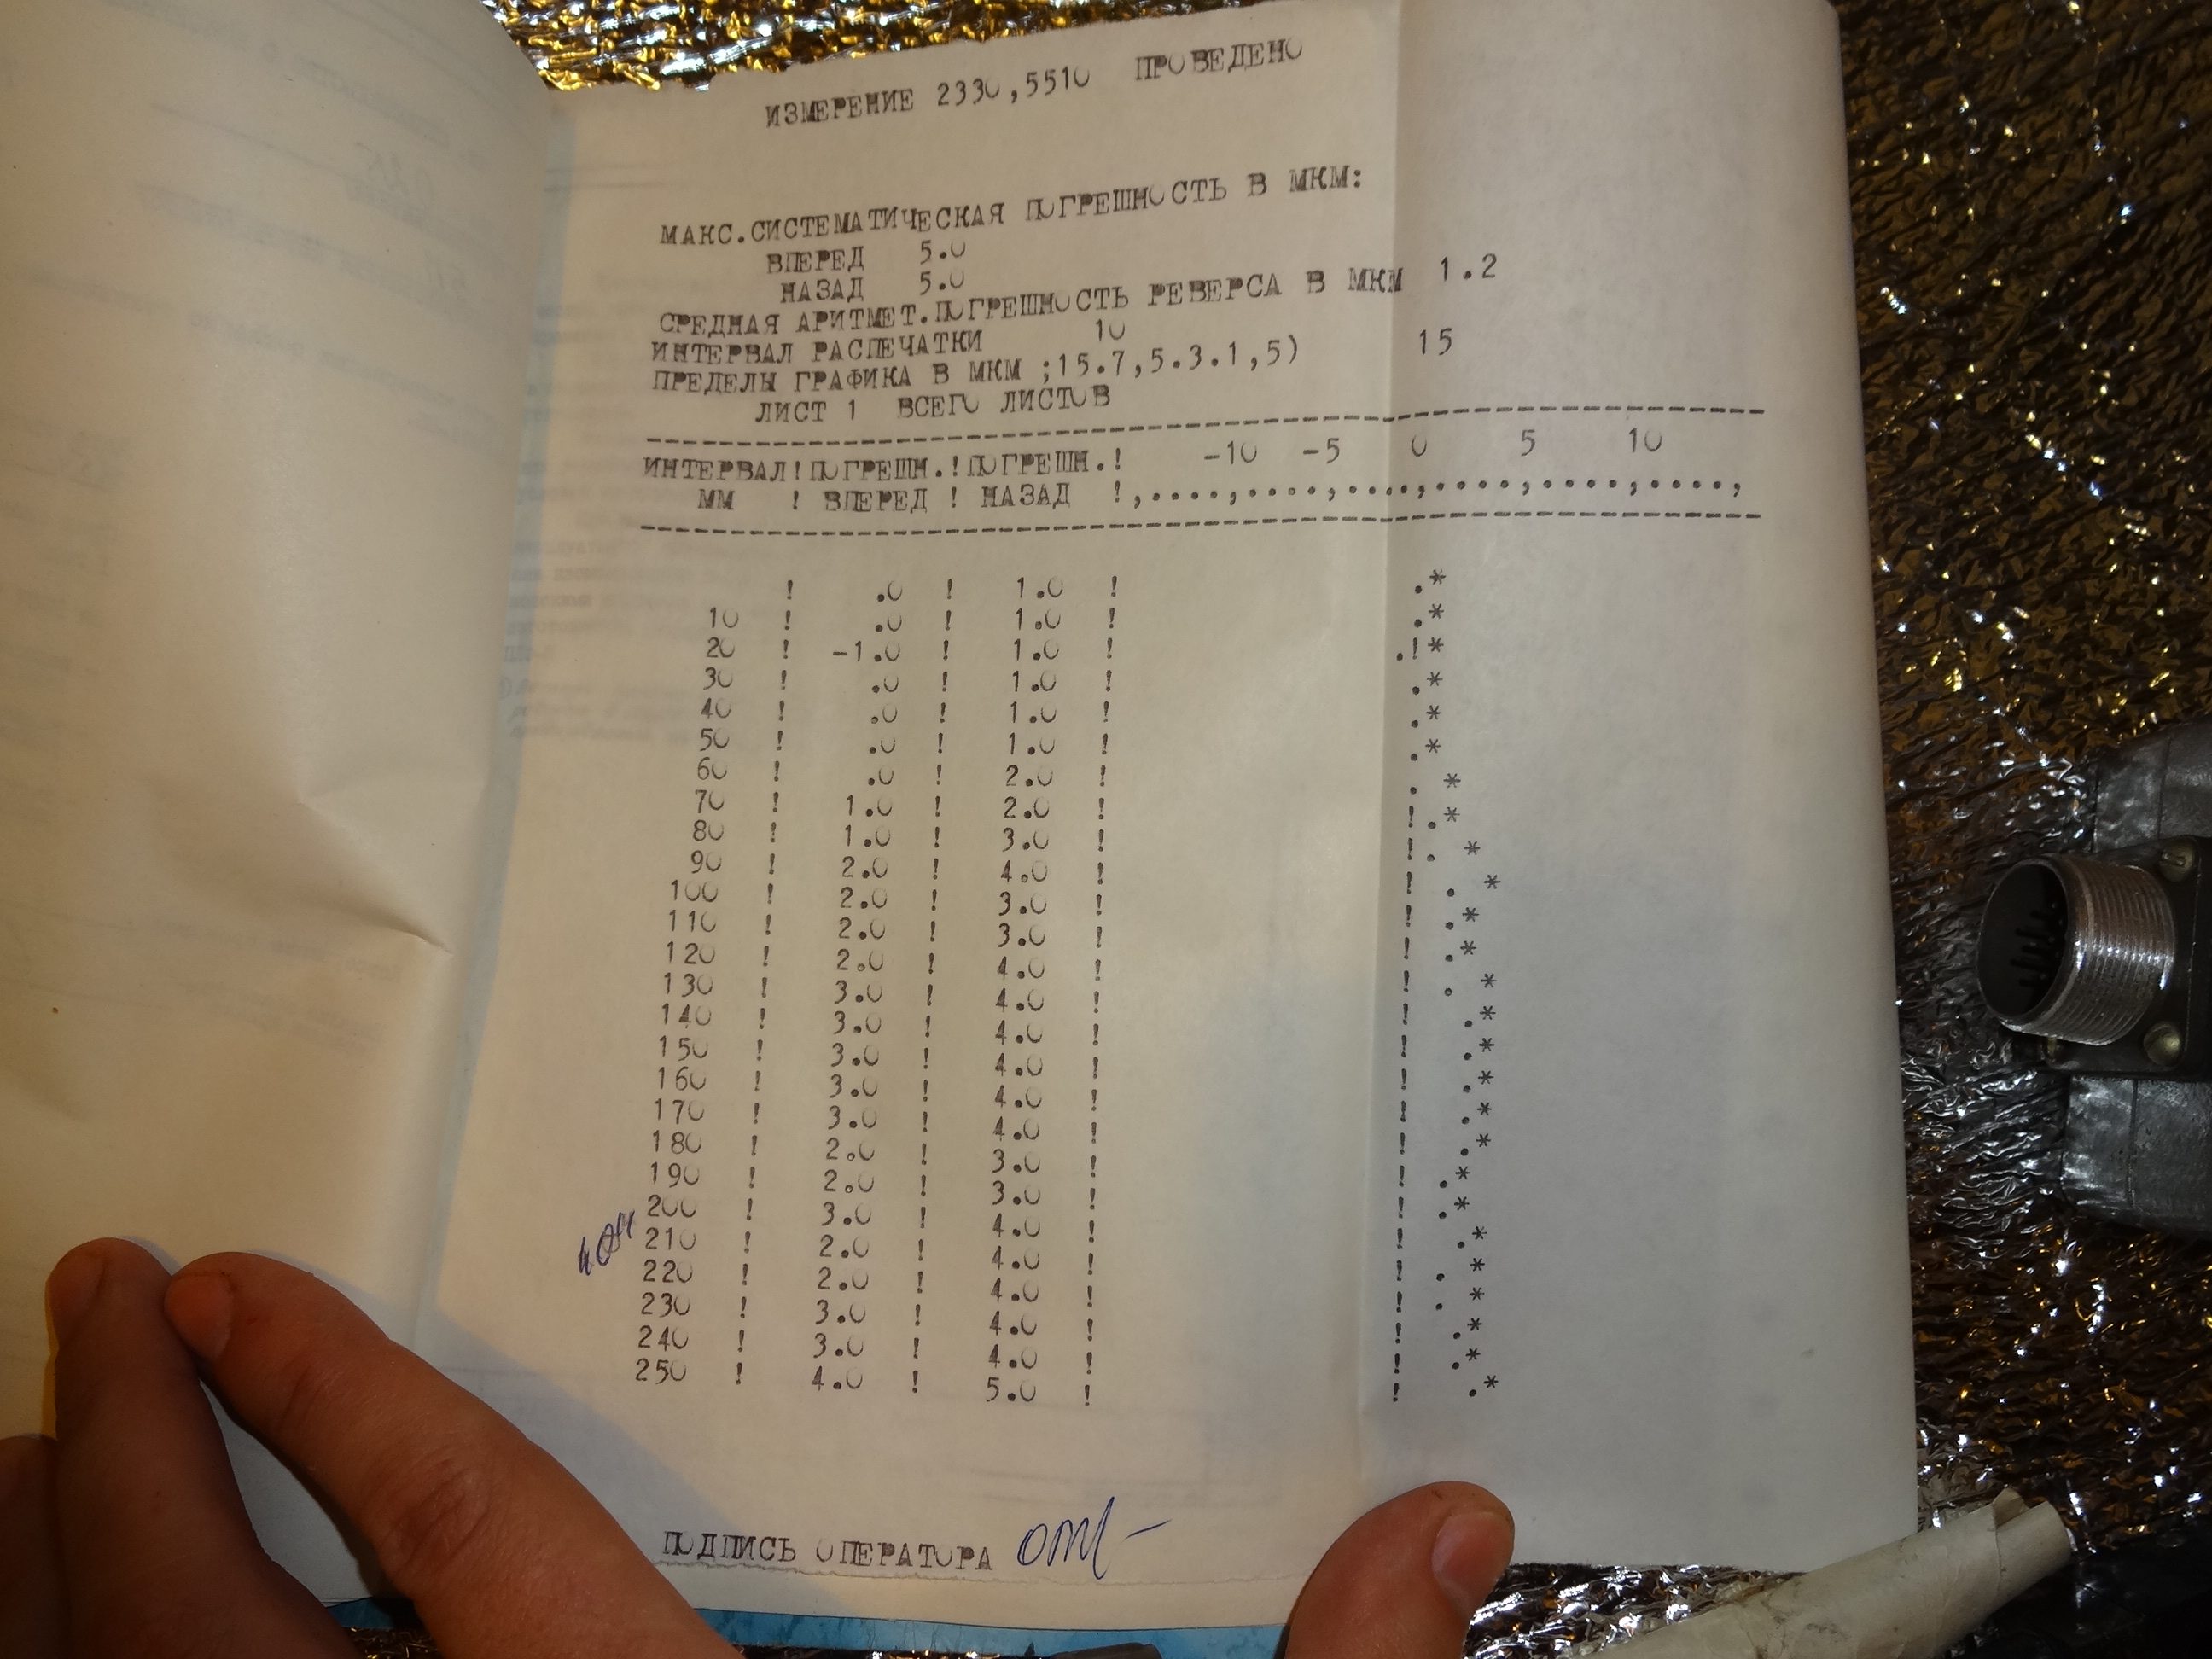 ИЗМЕРЕНИЕ 2330,5510 ПРОВЕДЕНО
МАКС.СИСТЕМАТИЧЕСКАЯ ПОГРЕШНОСТЬ В МКМ:
ВПЕРЕД 5.0
НАЗАД 5.0
СРЕДНАЯ АРИТМЕТ.ПОГРЕШНОСТЬ РЕВЕРСА В МКМ 1.2
ИНТЕРВАЛ РАСПЕЧАТКИ 10
ПРЕДЕЛЫ ГРАФИКА В МКМ ;15.7,5.3.1,5) 15
ЛИСТ 1 ВСЕГО ЛИСТОВ
ИНТЕРВАЛ!ПОГРЕШН.!ПОГРЕШН.! -10 -5 0 5 10
ММ ! ВПЕРЕД ! НАЗАД !,....,....,....,....,....,....,
! .0 ! 1.0 ! .*
10 ! .0 ! 1.0 ! .*
20 ! -1.0 ! 1.0 ! .!*
30 ! .0 ! 1.0 ! .*
40 ! .0 ! 1.0 ! .*
50 ! .0 ! 1.0 ! .*
60 ! .0 ! 2.0 ! . *
70 ! 1.0 ! 2.0 ! !.*
80 ! 1.0 ! 3.0 ! !. *
90 ! 2.0 ! 4.0 ! ! . *
100 ! 2.0 ! 3.0 ! ! .*
110 ! 2.0 ! 3.0 ! ! .*
120 ! 2.0 ! 4.0 ! ! . *
130 ! 3.0 ! 4.0 ! ! .*
140 ! 3.0 ! 4.0 ! ! .*
150 ! 3.0 ! 4.0 ! ! .*
160 ! 3.0 ! 4.0 ! ! .*
170 ! 3.0 ! 4.0 ! ! .*
180 ! 2.0 ! 3.0 ! ! .*
190 ! 2.0 ! 3.0 ! ! .*
200 ! 3.0 ! 4.0 ! ! .*
210 ! 2.0 ! 4.0 ! ! . *
220 ! 2.0 ! 4.0 ! ! . *
230 ! 3.0 ! 4.0 ! ! .*
240 ! 3.0 ! 4.0 ! ! .*
250 ! 4.0 ! 5.0 ! ! .*
ПОДПИСЬ ОПЕРАТОРА